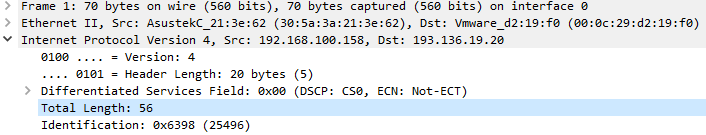 Frame 1: 70 bytes on wire (560 bits), 70 bytes captured (560 bits) on interface 0
Ethernet II, Src: AsustekC_21:3e:62 (30:5a:3a:21:3e:62), Dst: Vmware_d2:19:f0 (00:0c:29:d2:19:f0)
Internet Protocol Version 4, Src: 192.168.100.158, Dst: 193.136.19.20
0100 .... = Version: 4
.... 0101 = Header Length: 20 bytes (5)
Differentiated Services Field: 0x00 (DSCP: CS0, ECN: Not-ECT)
Total Length: 56
Identification: 0x6398 (25496)